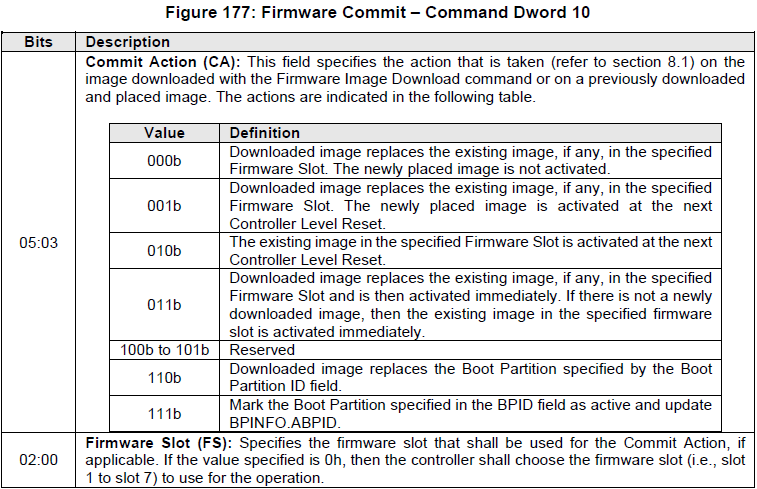 Figure 177: Firmware Commit – Command Dword 10
Bits Description
Commit Action (CA): This field specifies the action that is taken (refer to section 8.1) on the
image downloaded with the Firmware Image Download command or on a previously downloaded
and placed image. The actions are indicated in the following table.
Value Definition
000b
Downloaded image replaces the existing image, if any, in the specified
Firmware Slot. The newly placed image is not activated.
001b
Downloaded image replaces the existing image, if any, in the specified
Firmware Slot. The newly placed image is activated at the next
Controller Level Reset.
05:03
010b
The existing image in the specified Firmware Slot is activated at the next
Controller Level Reset.
011b
Downloaded image replaces the existing image, if any, in the specified
Firmware Slot and is then activated immediately. If there is not a newly
downloaded image, then the existing image in the specified firmware
slot is activated immediately.
100b to 101b Reserved
110b
Downloaded image replaces the Boot Partition specified by the Boot
Partition ID field.
111b
Mark the Boot Partition specified in the BPID field as active and update
BPINFO.ABPID.
02:00
Firmware Slot (FS): Specifies the firmware slot that shall be used for the Commit Action, if
applicable. If the value specified is 0h, then the controller shall choose the firmware slot (i.e., slot
1 to slot 7) to use for the operation.